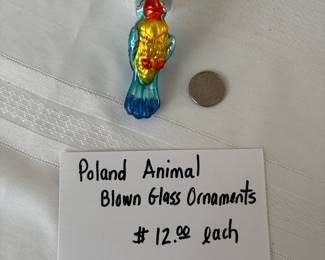 Poland Animal
Blown Glass Ornaments
$12.00 each